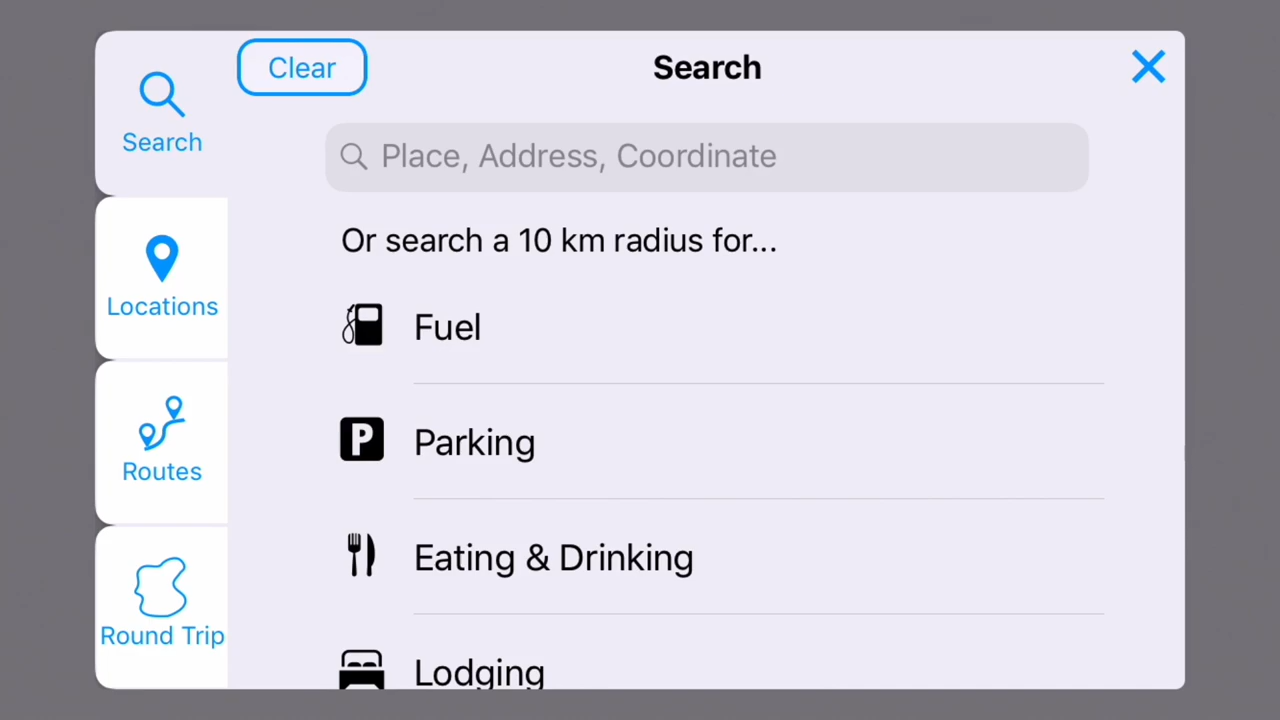 Clear
Search
Search
Place, Address, Coordinate
Or search a 10 km radius for...
Locations
Fuel
Parking
Routes
Eating & Drinking
Round Trip
Lodging